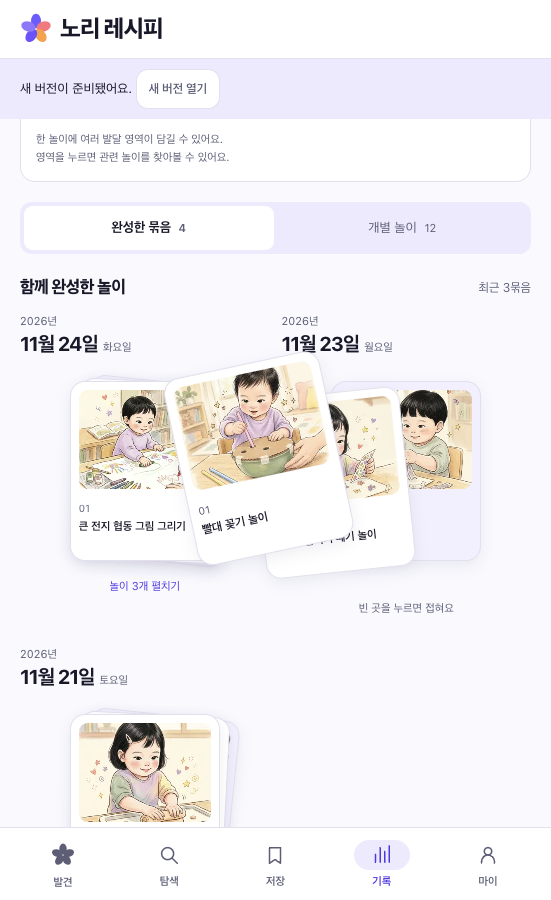 노리 레시피
새 버전이 준비됐어요. 새 버전 열기
한 놀이에 여러 발달 영역이 담길 수 있어요.
영역을 누르면 관련 놀이를 찾아볼 수 있어요.
완성한 묶음 4
개별 놀이 12
함께 완성한 놀이
최근 3묶음
2026년
11월 24일 화요일
01
큰 전지 협동 그림 그리기
놀이 3개 펼치기
2026년
11월 23일 월요일
01
빨대 꽂기 놀이
놀이
빈 곳을 누르면 접혀요
2026년
11월 21일 토요일
발견
탐색
저장
기록
마이